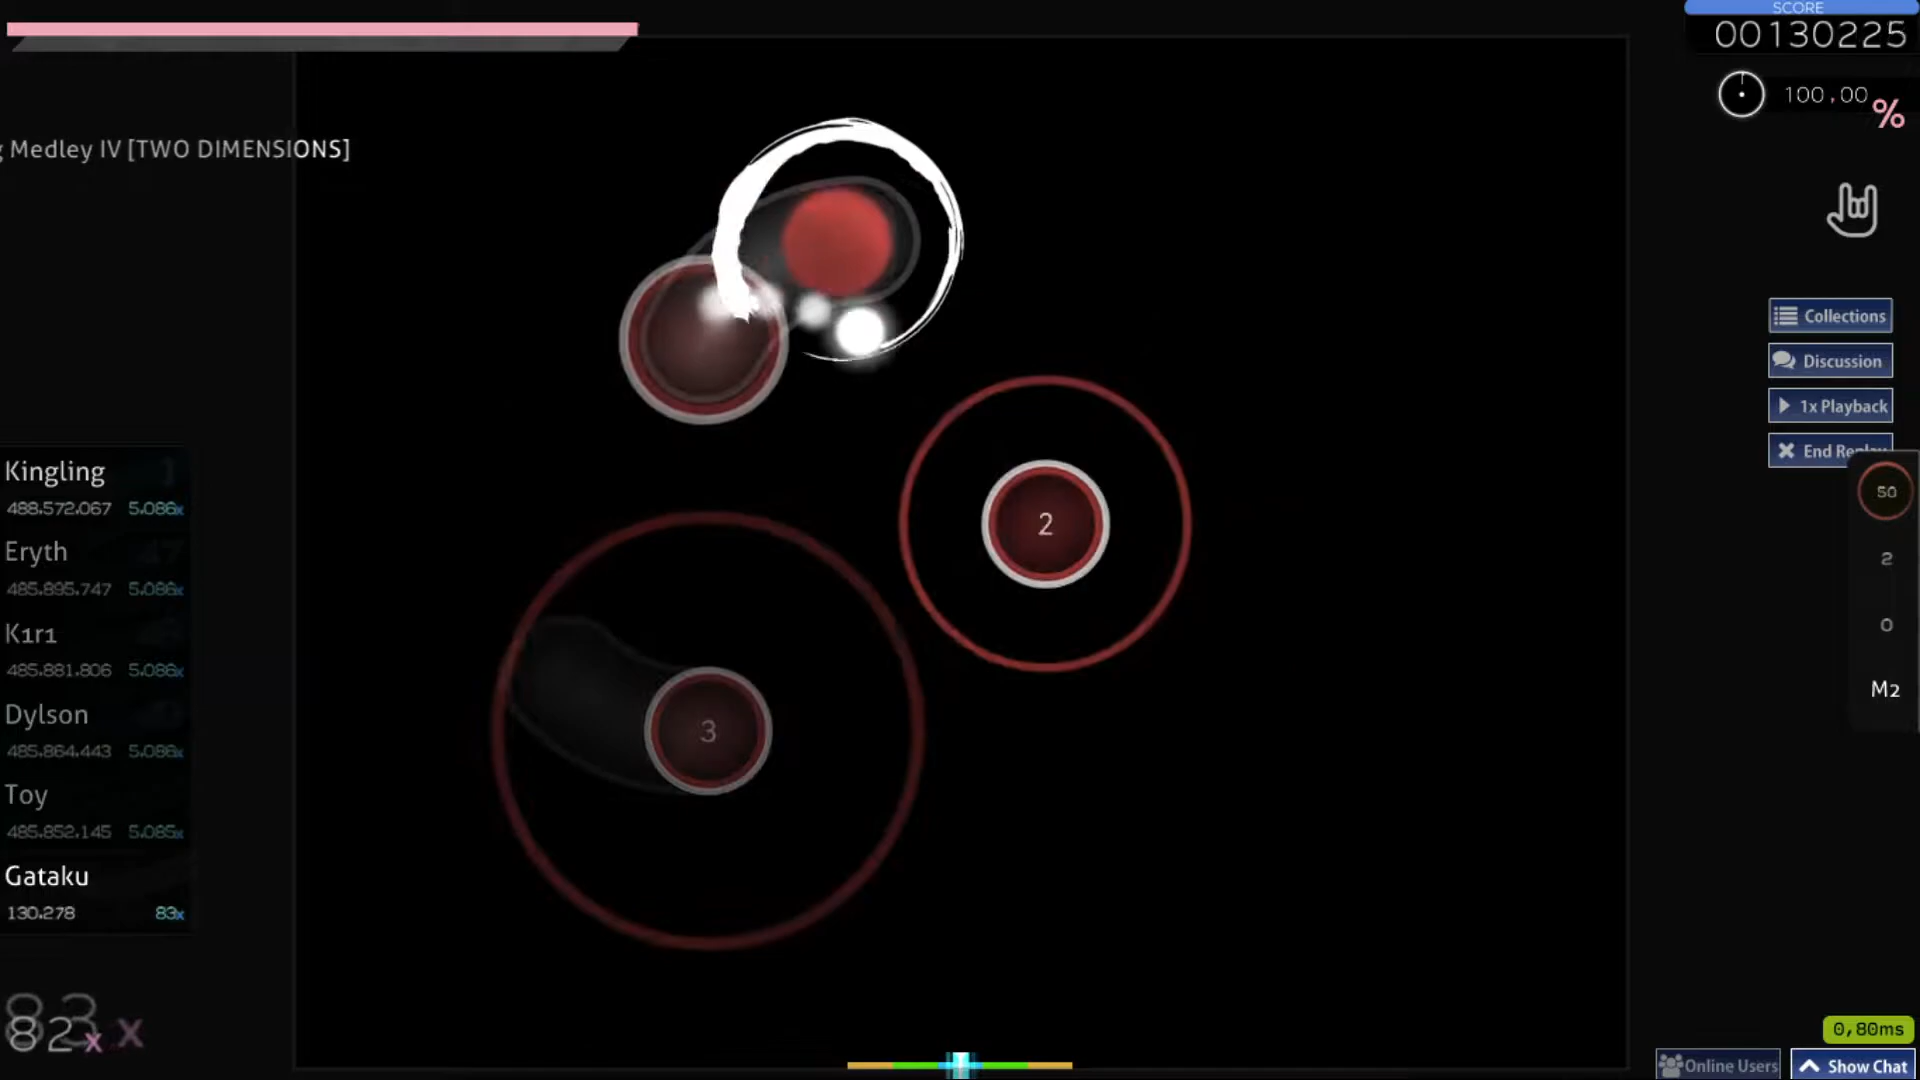 SCORE
00130225
100,00%
g Medley IV [TWO DIMENSIONS]
Collections
Discussion
1x Playback
End Replay
Kingling
488.572.067 5.086x
Eryth
485.895.747 5.086x
K1r1
485.881.806 5.086x
Dylson
485.864.443 5.086x
Toy
485.852.145 5.085x
Gataku
130.278 83x
2
3
50
2
0
M2
83x
82x
0,80ms
Online Users
Show Chat